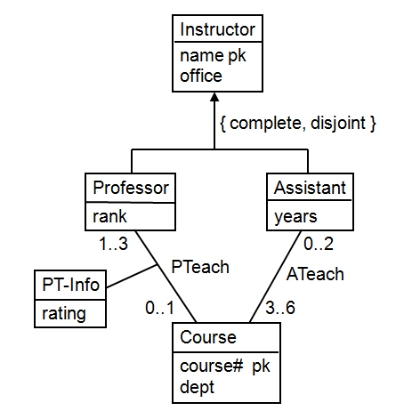 Instructor
name pk
office
{ complete, disjoint }
Professor
rank
Assistant
years
1..3
0..2
PTeach
ATeach
PT-Info
rating
0..1
3..6
Course
course# pk
dept